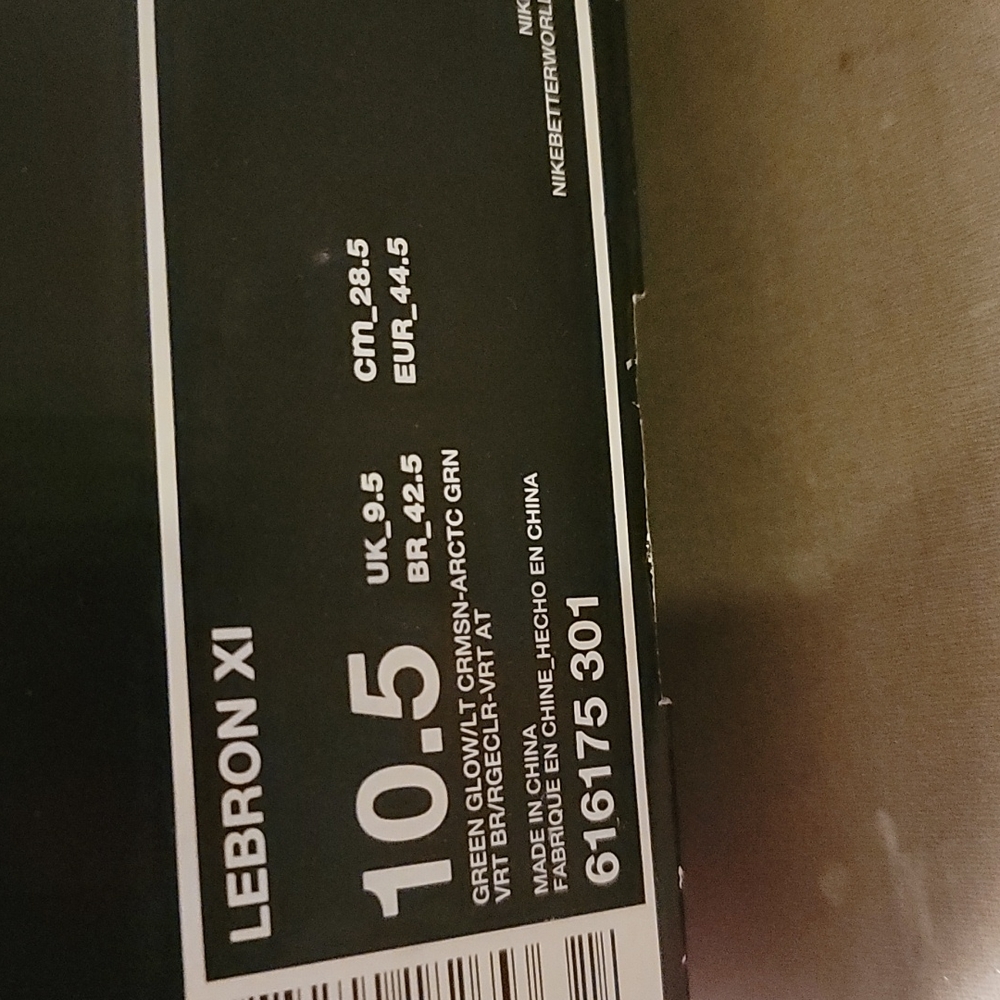 LEBRON XI
10.5
UK_9.5 cm_28.5
BR_42.5 EUR_44.5
GREEN GLOW/LT CRMSN-ARCTC GRN
VRT BR/RGECLR-VRT AT
MADE IN CHINA
FABRIQUE EN CHINE_HECHO EN CHINA
616175 301